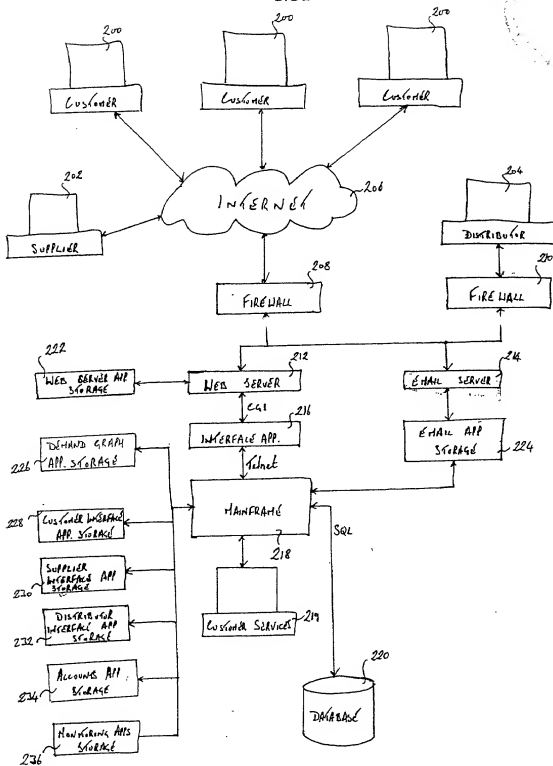 200
200
200
CUSTOMER
CUSTOMER
CUSTOMER
202
INTERNET
206
204
SUPPLIER
DISTRIBUTOR
208
210
FIREWALL
FIREWALL
222
212
214
WEB SERVER APP
STORAGE
WEB SERVER
EMAIL SERVER
CGI
216
DEMAND GRAPH
APP. STORAGE
226
INTERFACE APP.
EMAIL APP
STORAGE
224
Telnet
MAINFRAME
218
SQL
CUSTOMER INTERFACE
APP. STORAGE
228
SUPPLIER
INTERFACE APP
STORAGE
230
CUSTOMER SERVICES
219
DISTRIBUTOR
INTERFACE APP
STORAGE
232
220
ACCOUNTS APP
STORAGE
234
DATABASE
MONITORING APPS
STORAGE
236